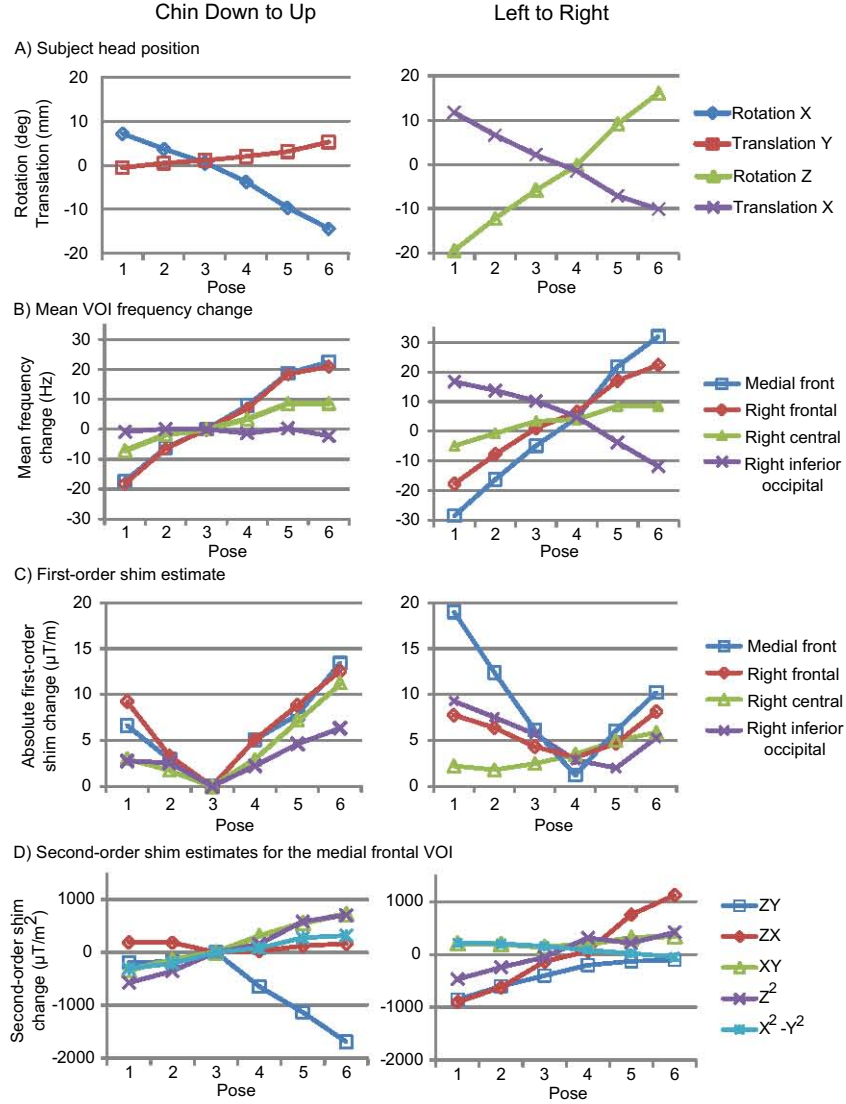 Chin Down to Up
Left to Right
A) Subject head position
Rotation (deg)
Translation (mm)
20
10
0
-10
-20
1 2 3 4 5 6
Pose
20
10
0
-10
-20
1 2 3 4 5 6
Pose
Rotation X
Translation Y
Rotation Z
Translation X
B) Mean VOI frequency change
Mean frequency
change (Hz)
30
20
10
0
-10
-20
-30
1 2 3 4 5 6
Pose
30
20
10
0
-10
-20
-30
1 2 3 4 5 6
Pose
Medial front
Right frontal
Right central
Right inferior
occipital
C) First-order shim estimate
Absolute first-order
shim change (µT/m)
20
15
10
5
0
1 2 3 4 5 6
Pose
20
15
10
5
0
1 2 3 4 5 6
Pose
Medial front
Right frontal
Right central
Right inferior
occipital
D) Second-order shim estimates for the medial frontal VOI
Second-order shim
change (µT/m²)
1000
0
-1000
-2000
1 2 3 4 5 6
Pose
1000
0
-1000
-2000
1 2 3 4 5 6
Pose
ZY
ZX
XY
Z²
X² -Y²